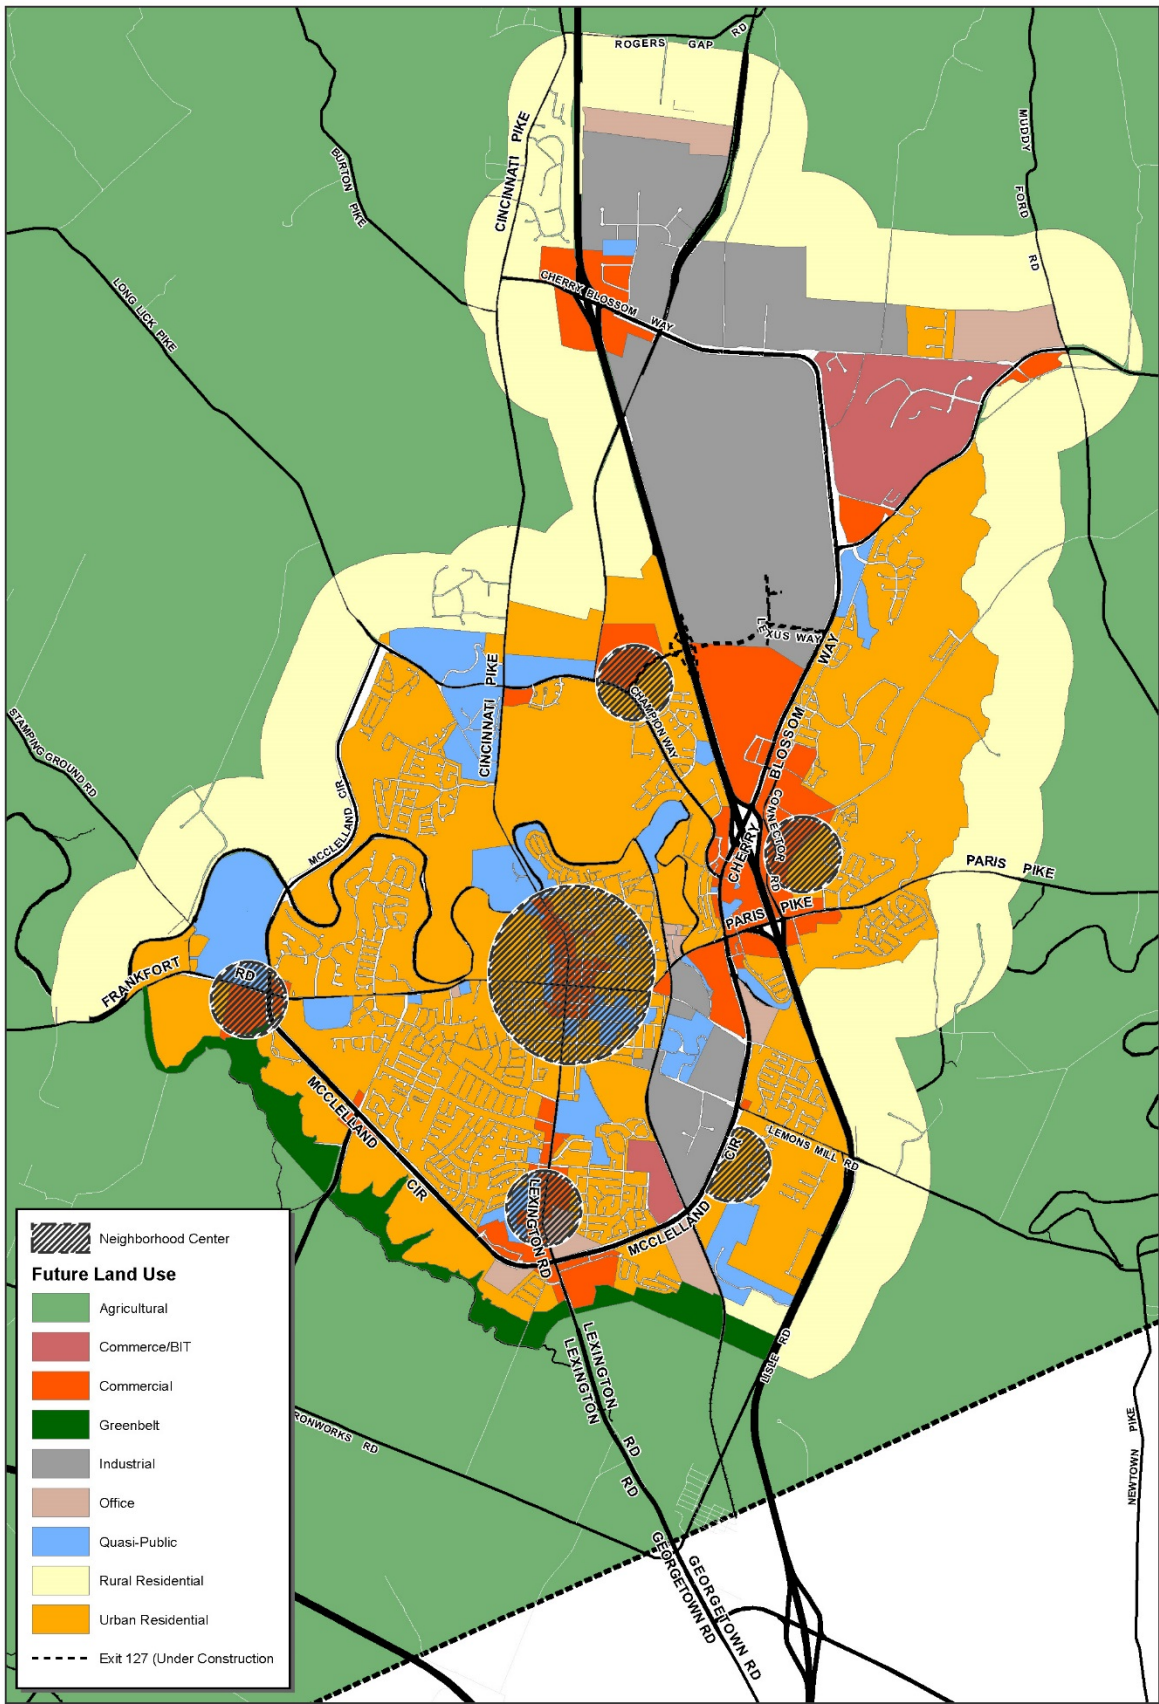 ROGERS GAP RD
CINCINNATI PIKE
BURTON PIKE
MUDDY FORD RD
LONG LICK PIKE
CHERRY BLOSSOM WAY
LEXUS WAY
CHERRY BLOSSOM WAY
CINCINNATI PIKE
CHAMPION WAY
STAMPING GROUND RD
MCCLELLAND CIR
CONNECTOR RD
PARIS PIKE
PARIS PIKE
FRANKFORT RD
MCCLELLAND CIR
LEMONS MILL RD
MCCLELLAND CIR
LEXINGTON RD
LEXINGTON RD
LEXINGTON RD
LISLE RD
RONWORKS RD
NEWTOWN PIKE
GEORGETOWN RD
GEORGETOWN RD
Neighborhood Center
Future Land Use
Agricultural
Commerce/BIT
Commercial
Greenbelt
Industrial
Office
Quasi-Public
Rural Residential
Urban Residential
Exit 127 (Under Construction